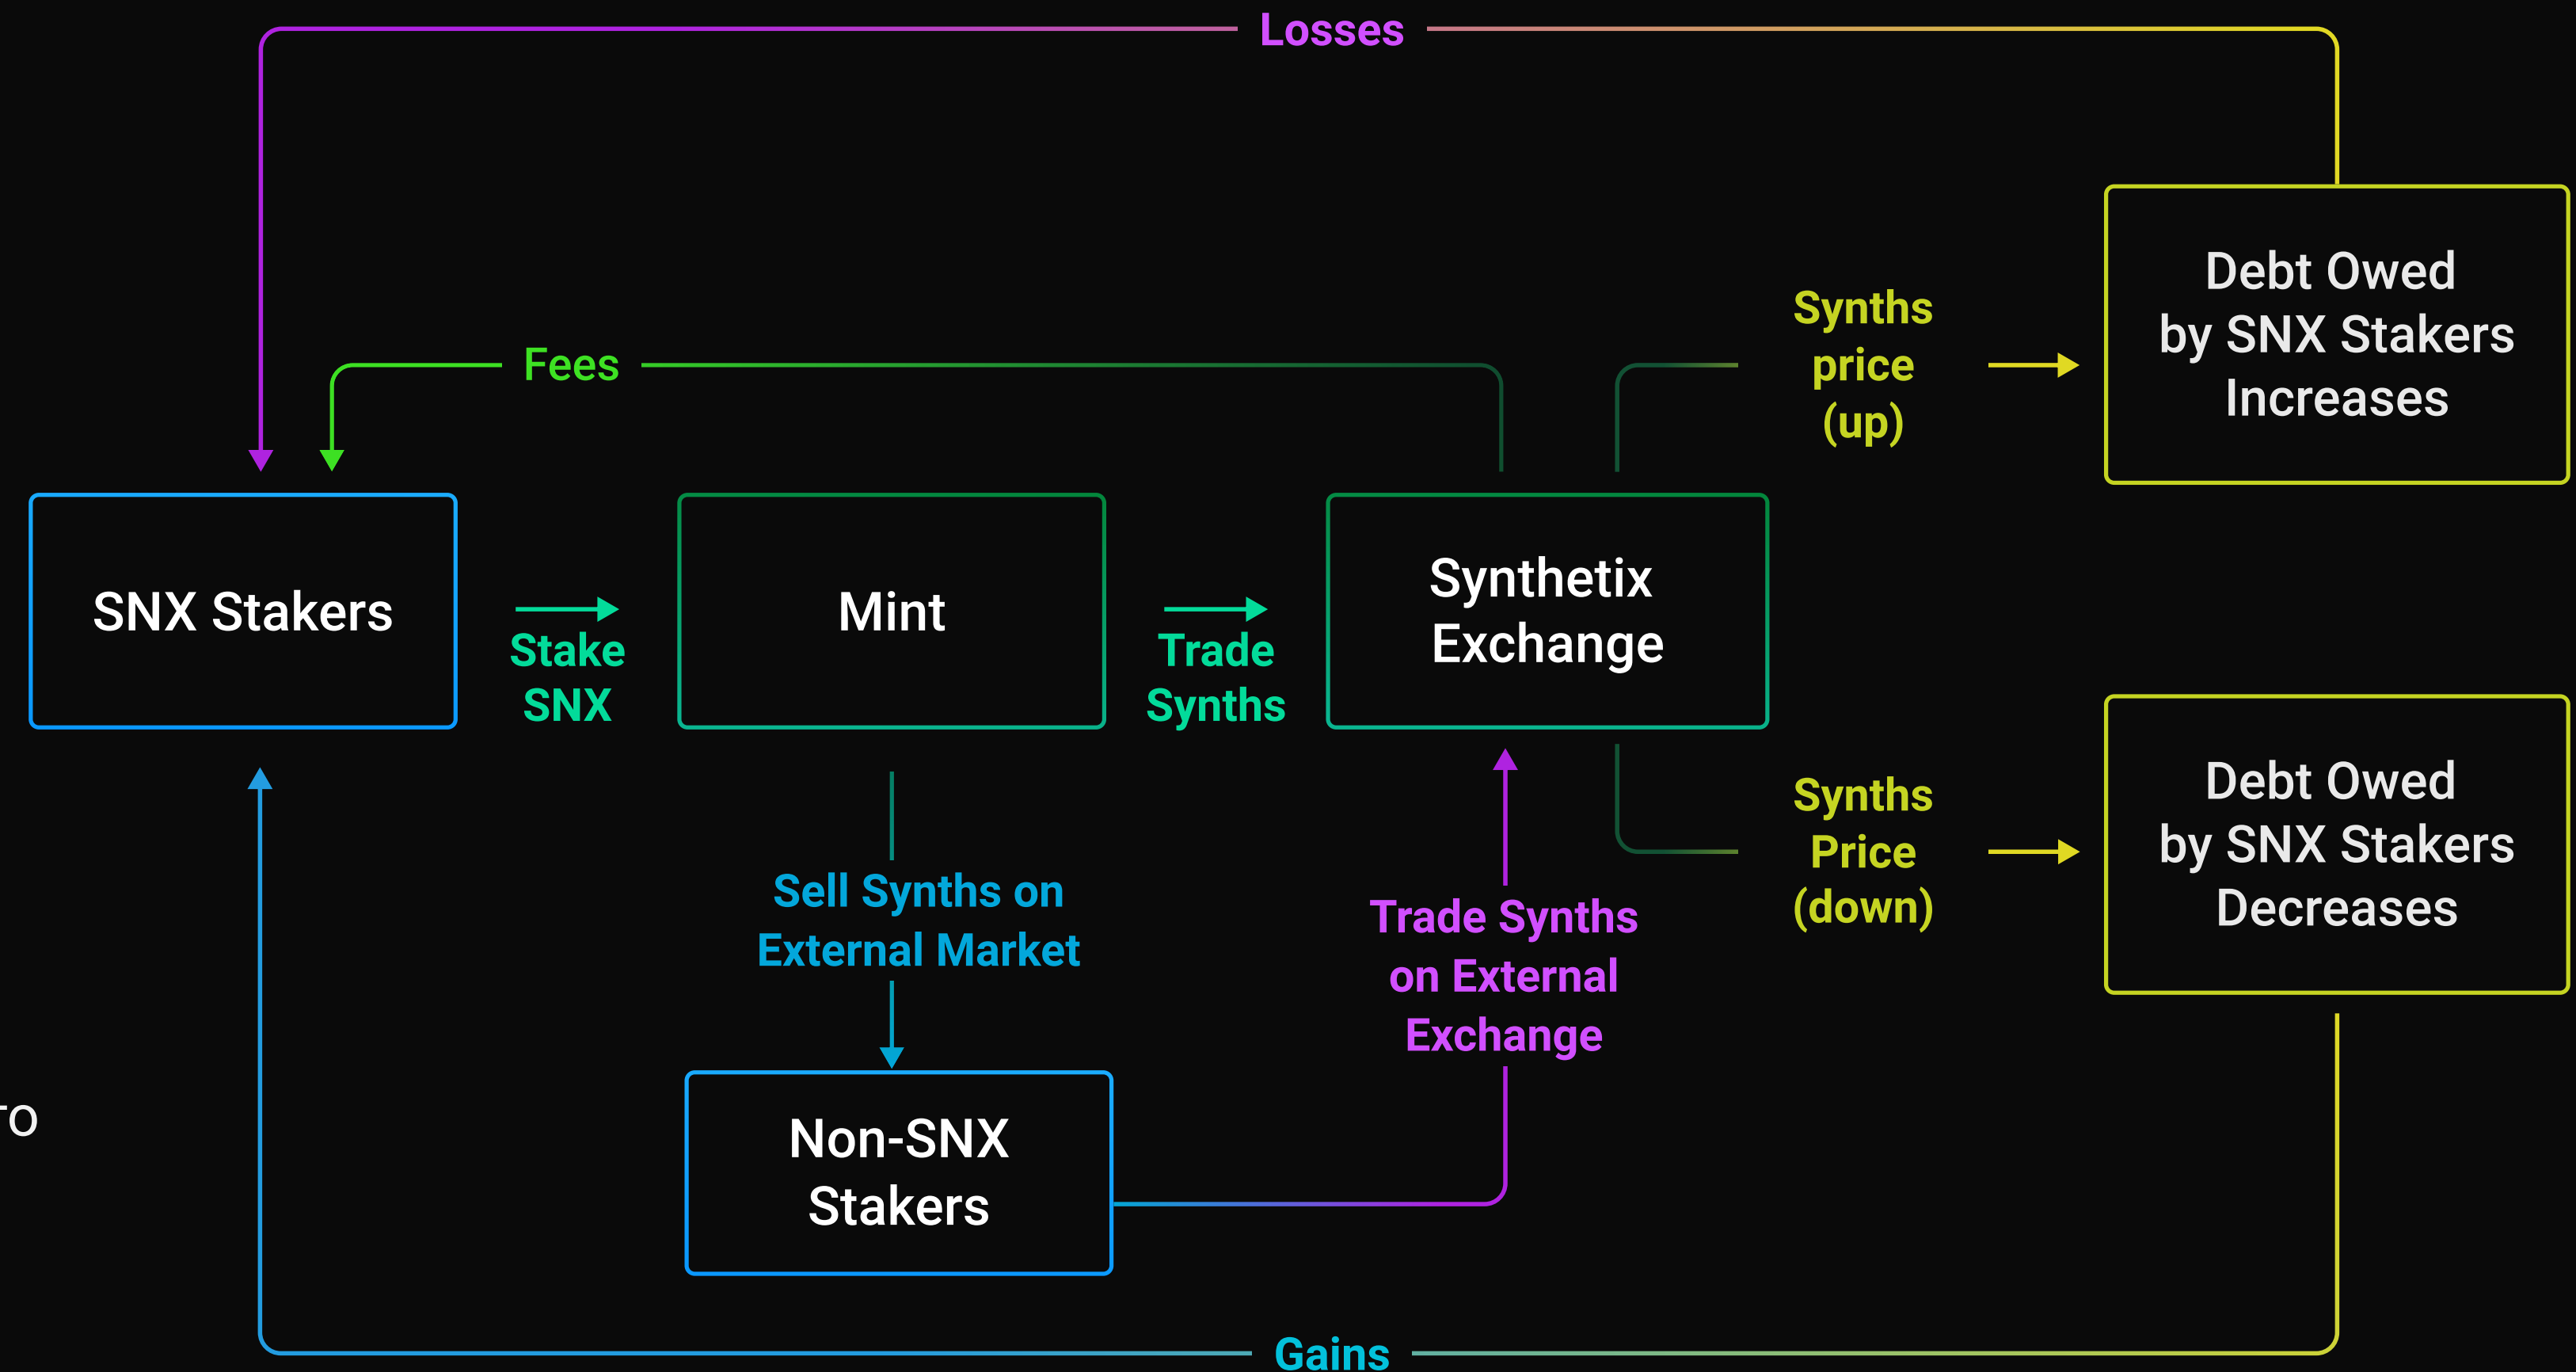 Losses
Fees
Synths
price
(up)
Debt Owed
by SNX Stakers
Increases
SNX Stakers
Stake
SNX
Mint
Trade
Synths
Synthetix
Exchange
Synths
Price
(down)
Debt Owed
by SNX Stakers
Decreases
Sell Synths on
External Market
Trade Synths
on External
Exchange
Non-SNX
Stakers
Gains